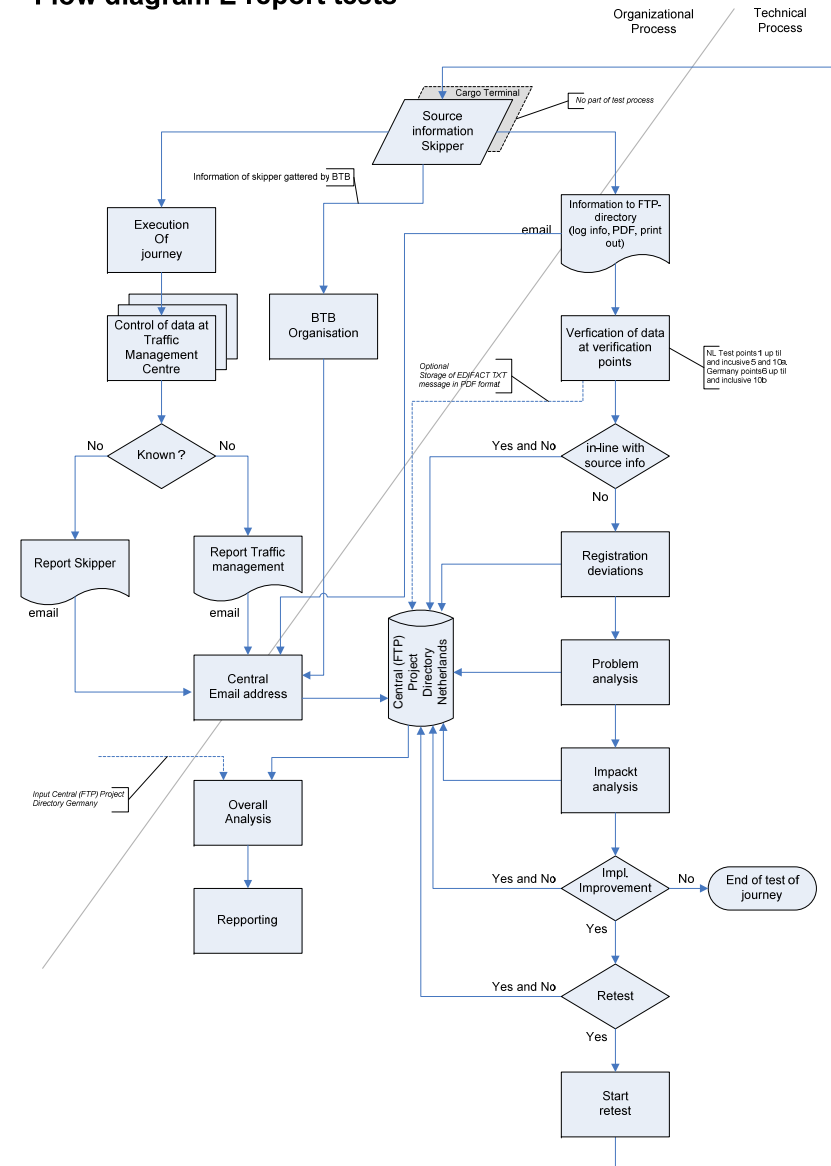 Flow diagram E-report tests
Organizational
Process
Technical
Process
Cargo Terminal
No part of test process
Source
information
Skipper
Information of skipper gattered by BTB
Execution
Of
journey
email
Information to FTP-
directory
(log info, PDF, print
out)
BTB
Organisation
Control of data at
Traffic
Management
Centre
Verfication of data
at verification
points
NL Test points 1 up til
and incusive 5 and 10a.
Germany points 6 up til
and inclusive 10b
Optional
Storage of EDIFACT TXT
message in PDF format
No
Known?
No
Yes and No
in-line with
source info
No
Report Skipper
Report Traffic
management
Registration
deviations
email
email
Central (FTP)
Project
Directory
Netherlands
Problem
analysis
Central
Email address
Impackt
analysis
Input Central (FTP) Project
Directory Germany
Overall
Analysis
Yes and No
Impl.
Improvement
No
End of test of
journey
Repporting
Yes
Yes and No
Retest
Yes
Start
retest